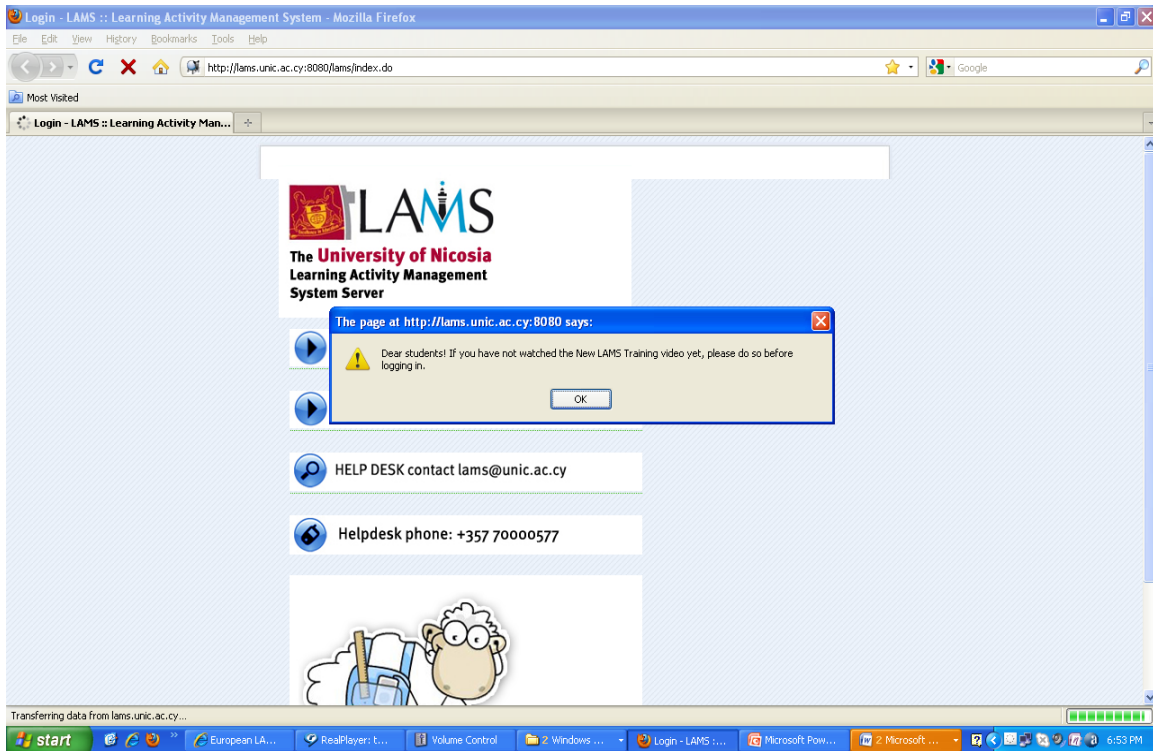 Login - LAMS :: Learning Activity Management System - Mozilla Firefox
File Edit View History Bookmarks Tools Help
http://lams.unic.ac.cy:8080/lams/index.do
Google
Most Visited
Login - LAMS :: Learning Activity Man...
LAMS
The University of Nicosia
Learning Activity Management
System Server
The page at http://lams.unic.ac.cy:8080 says:
Dear students! If you have not watched the New LAMS Training video yet, please do so before
logging in.
OK
HELP DESK contact lams@unic.ac.cy
Helpdesk phone: +357 70000577
Transferring data from lams.unic.ac.cy...
start European LA... RealPlayer: t... Volume Control 2 Windows ... Login - LAMS :... Microsoft Pow... 2 Microsoft ... 6:53 PM